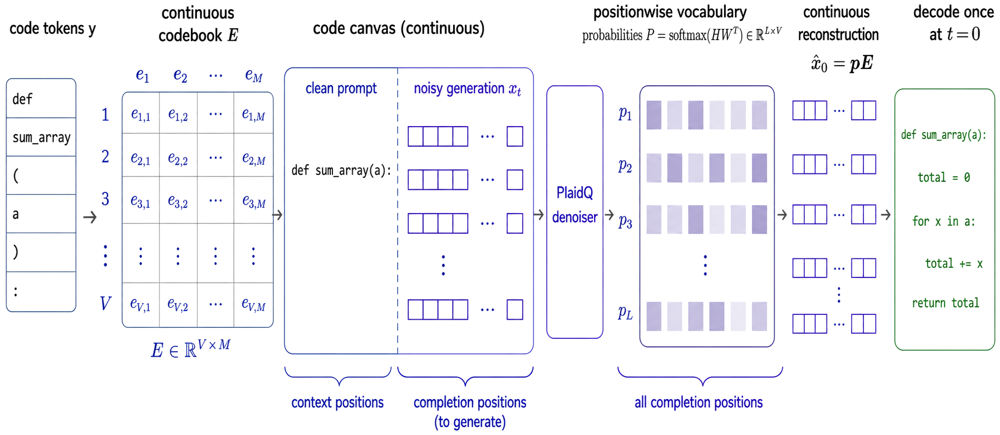 code tokens y
def
sum_array
(
a
)
:
continuous
codebook E
e_1 e_2 ⋯ e_M
1 e_{1,1} e_{1,2} ⋯ e_{1,M}
2 e_{2,1} e_{2,2} ⋯ e_{2,M}
3 e_{3,1} e_{3,2} ⋯ e_{3,M}
⋮ ⋮ ⋮ ⋮ ⋮
V e_{V,1} e_{V,2} ⋯ e_{V,M}
E ∈ ℝ^{V×M}
code canvas (continuous)
clean prompt
def sum_array(a):
noisy generation x_t
⋯
⋯
⋯
⋮
⋯
context positions
completion positions
(to generate)
PlaidQ
denoiser
positionwise vocabulary
probabilities P = softmax(HW^T) ∈ ℝ^{L×V}
p_1
p_2
p_3
⋮
p_L
all completion positions
continuous
reconstruction
x̂_0 = pE
⋯
⋯
⋯
⋯
⋮
⋯
decode once
at t = 0
def sum_array(a):
total = 0
for x in a:
total += x
return total